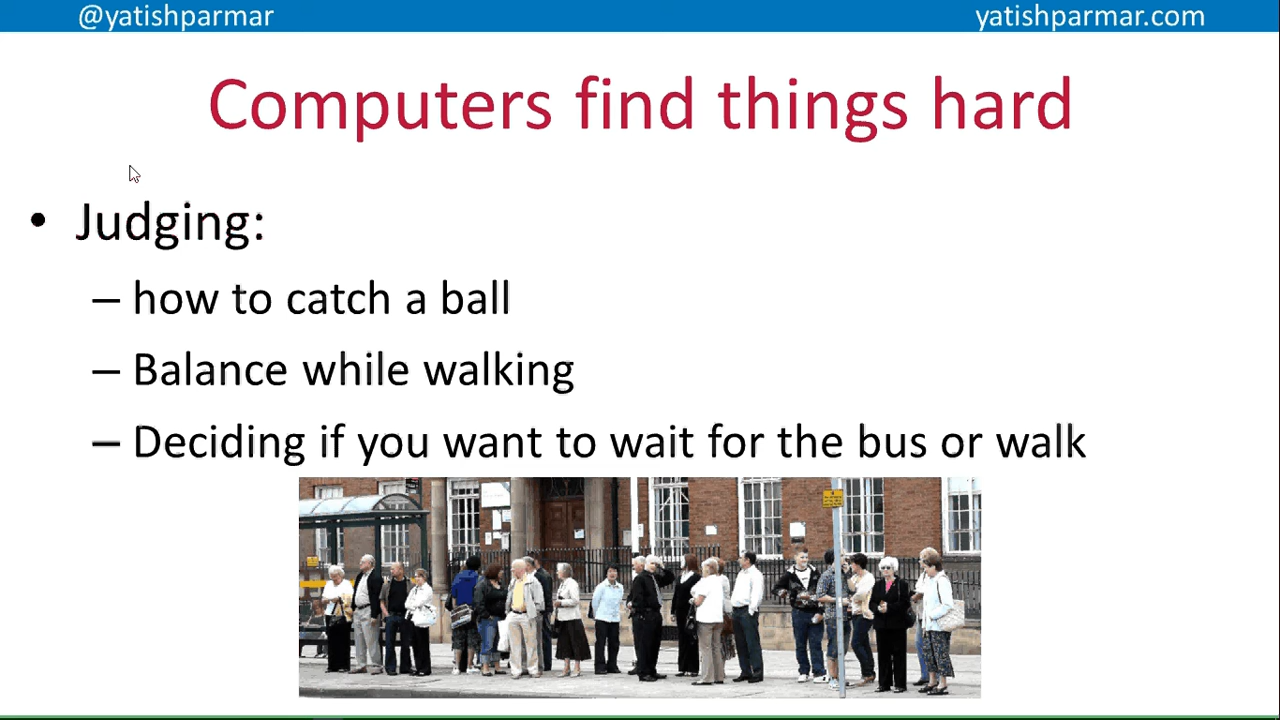 @yatishparmar yatishparmar.com
Computers find things hard
• Judging:
– how to catch a ball
– Balance while walking
– Deciding if you want to wait for the bus or walk